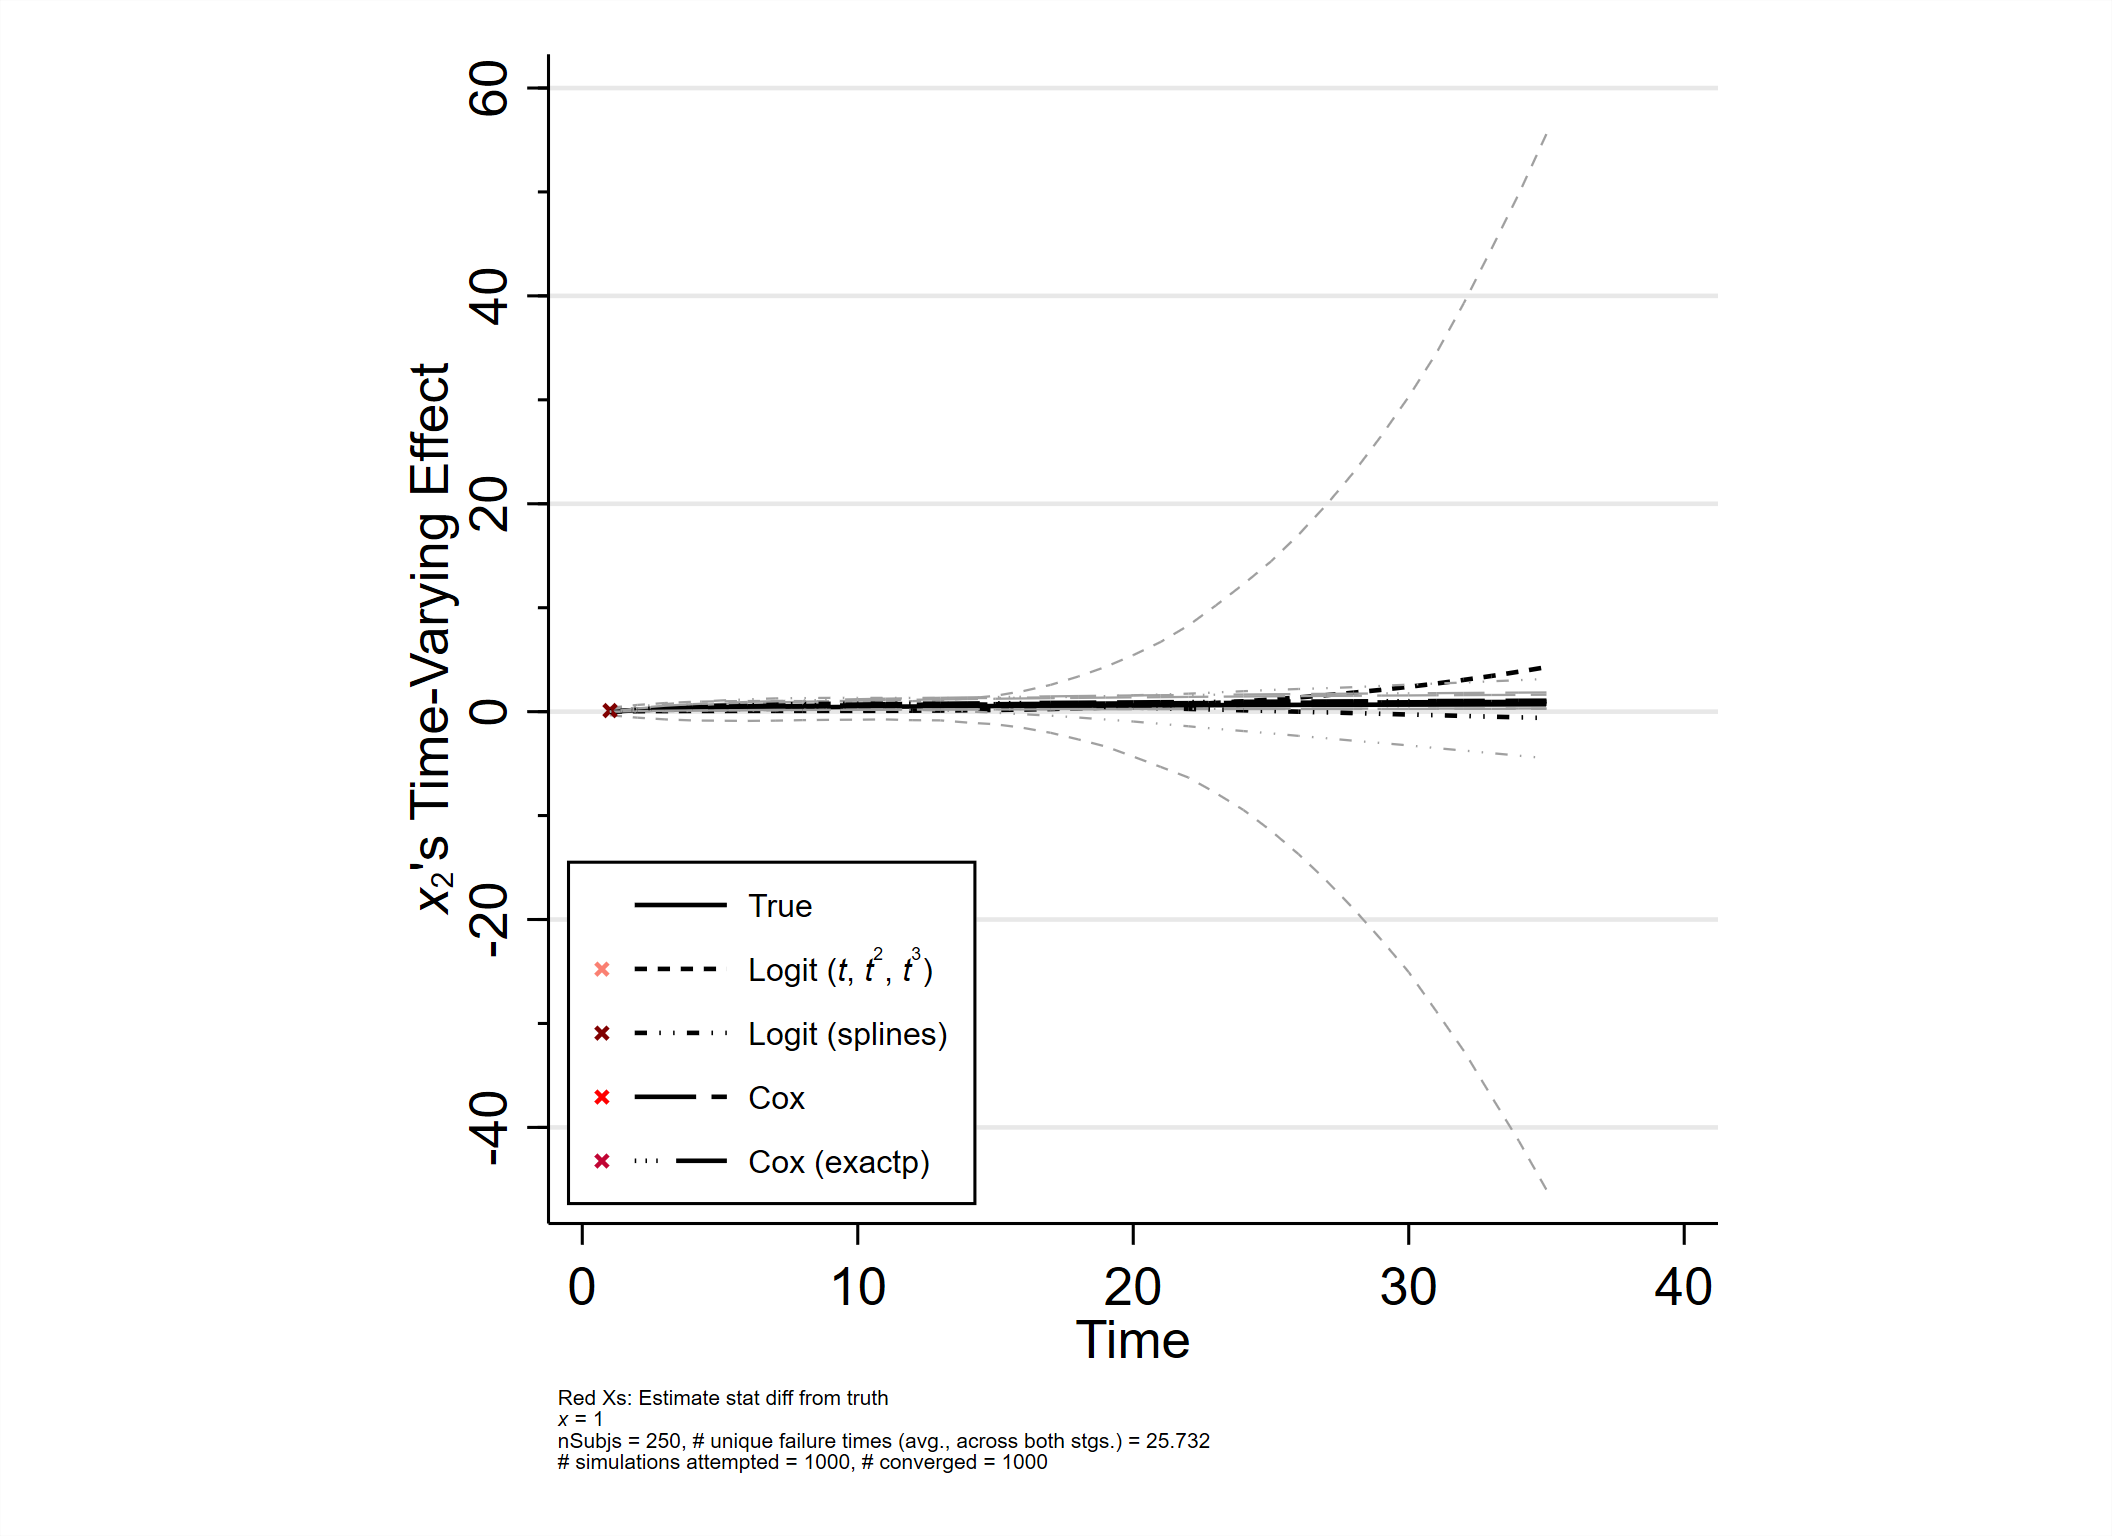 60
40
20
0
-20
-40
x₂'s Time-Varying Effect
True
Logit (t, t², t³)
Logit (splines)
Cox
Cox (exactp)
0 10 20 30 40
Time
Red Xs: Estimate stat diff from truth
x = 1
nSubjs = 250, # unique failure times (avg., across both stgs.) = 25.732
# simulations attempted = 1000, # converged = 1000